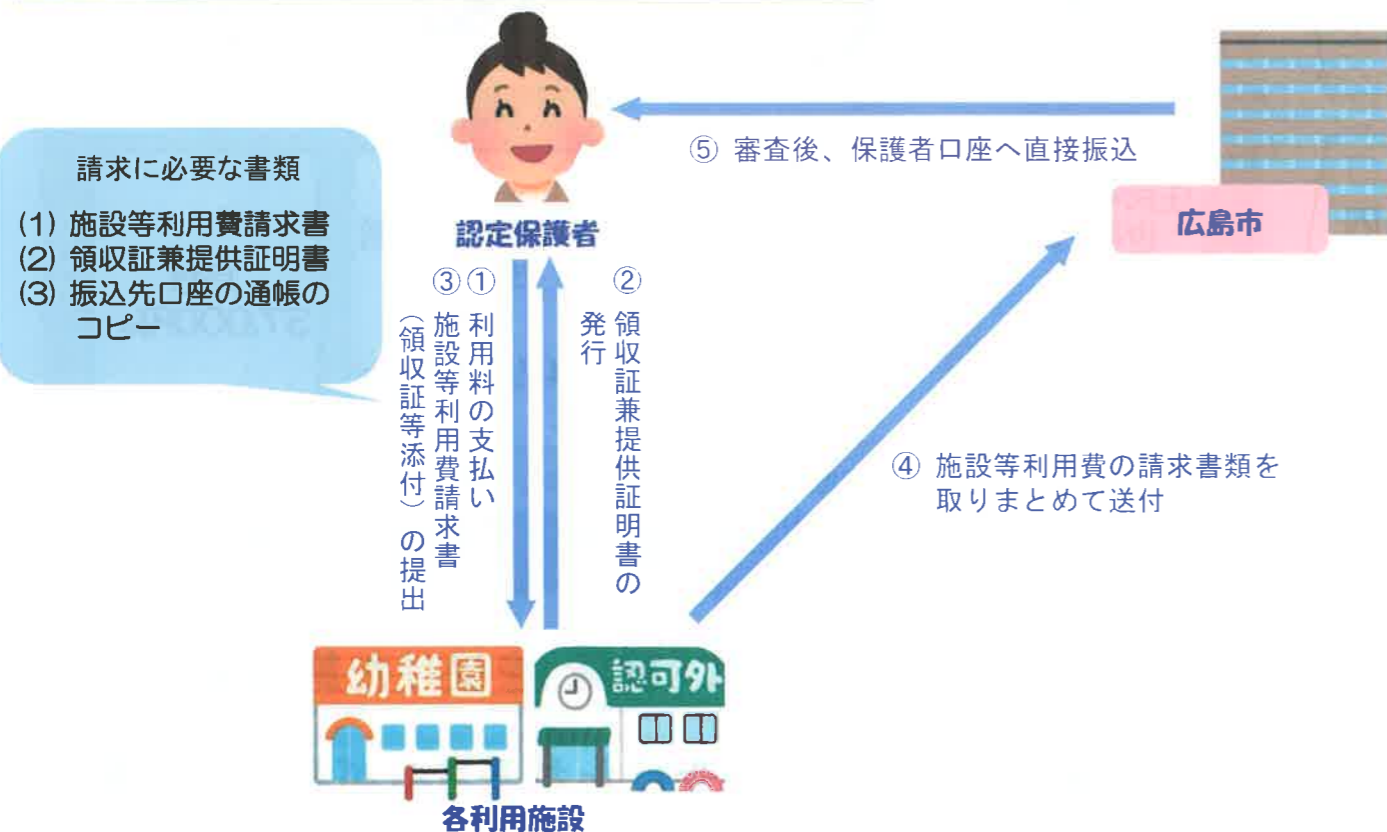 ⑤ 審査後、保護者口座へ直接振込
広島市
請求に必要な書類
(1) 施設等利用費請求書
(2) 領収証兼提供証明書
(3) 振込先口座の通帳の
コピー
認定保護者
① 利用料の支払い
③ 施設等利用費請求書
（領収証等添付）の提出
② 領収証兼提供証明書の
発行
④ 施設等利用費の請求書類を
取りまとめて送付
幼稚園
認可外
各利用施設